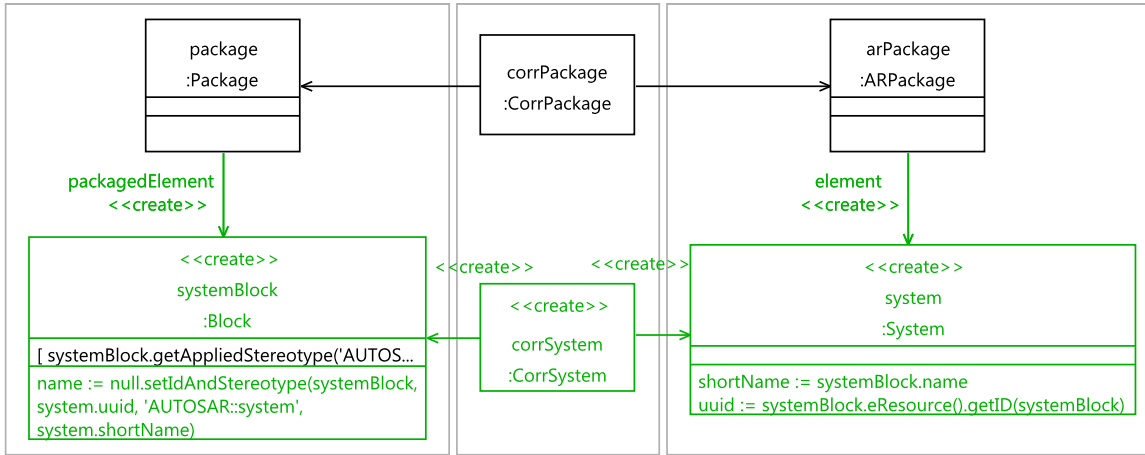 package
:Package
corrPackage
:CorrPackage
arPackage
:ARPackage
packagedElement
<<create>>
element
<<create>>
<<create>>
systemBlock
:Block
[ systemBlock.getAppliedStereotype('AUTOS...
name := null.setIdAndStereotype(systemBlock,
system.uuid, 'AUTOSAR::system',
system.shortName)
<<create>>
<<create>>
<<create>>
corrSystem
:CorrSystem
<<create>>
system
:System
shortName := systemBlock.name
uuid := systemBlock.eResource().getID(systemBlock)